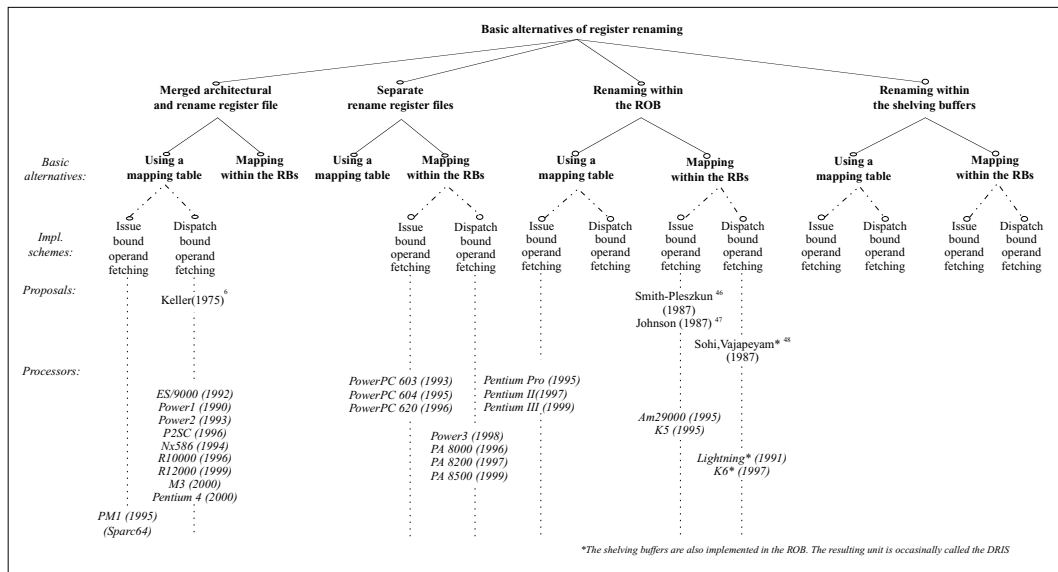 Basic alternatives of register renaming
Merged architectural
and rename register file
Separate
rename register files
Renaming within
the ROB
Renaming within
the shelving buffers
Basic
alternatives:
Using a
mapping table
Mapping
within the RBs
Using a
mapping table
Mapping
within the RBs
Using a
mapping table
Mapping
within the RBs
Using a
mapping table
Mapping
within the RBs
Impl.
schemes:
Issue
bound
operand
fetching
Dispatch
bound
operand
fetching
Issue
bound
operand
fetching
Dispatch
bound
operand
fetching
Issue
bound
operand
fetching
Dispatch
bound
operand
fetching
Issue
bound
operand
fetching
Dispatch
bound
operand
fetching
Issue
bound
operand
fetching
Dispatch
bound
operand
fetching
Issue
bound
operand
fetching
Dispatch
bound
operand
fetching
Proposals:
Keller(1975) 6
Smith-Pleszkun 46
(1987)
Johnson (1987) 47
Sohi,Vajapeyam* 48
(1987)
Processors:
ES/9000 (1992)
Power1 (1990)
Power2 (1993)
P2SC (1996)
Nx586 (1994)
R10000 (1996)
R12000 (1999)
M3 (2000)
Pentium 4 (2000)
PM1 (1995)
(Sparc64)
PowerPC 603 (1993)
PowerPC 604 (1995)
PowerPC 620 (1996)
Power3 (1998)
PA 8000 (1996)
PA 8200 (1997)
PA 8500 (1999)
Pentium Pro (1995)
Pentium II(1997)
Pentium III (1999)
Am29000 (1995)
K5 (1995)
Lightning* (1991)
K6* (1997)
*The shelving buffers are also implemented in the ROB. The resulting unit is occasinally called the DRIS